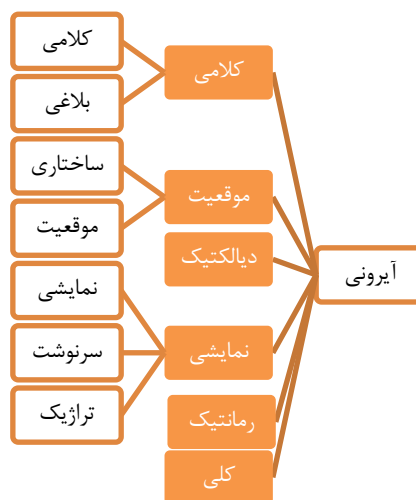 آیرونی
کلامی
کلامی
بلاغی
موقعیت
ساختاری
موقعیت
دیالکتیک
نمایشی
نمایشی
سرنوشت
تراژیک
رمانتیک
کلی